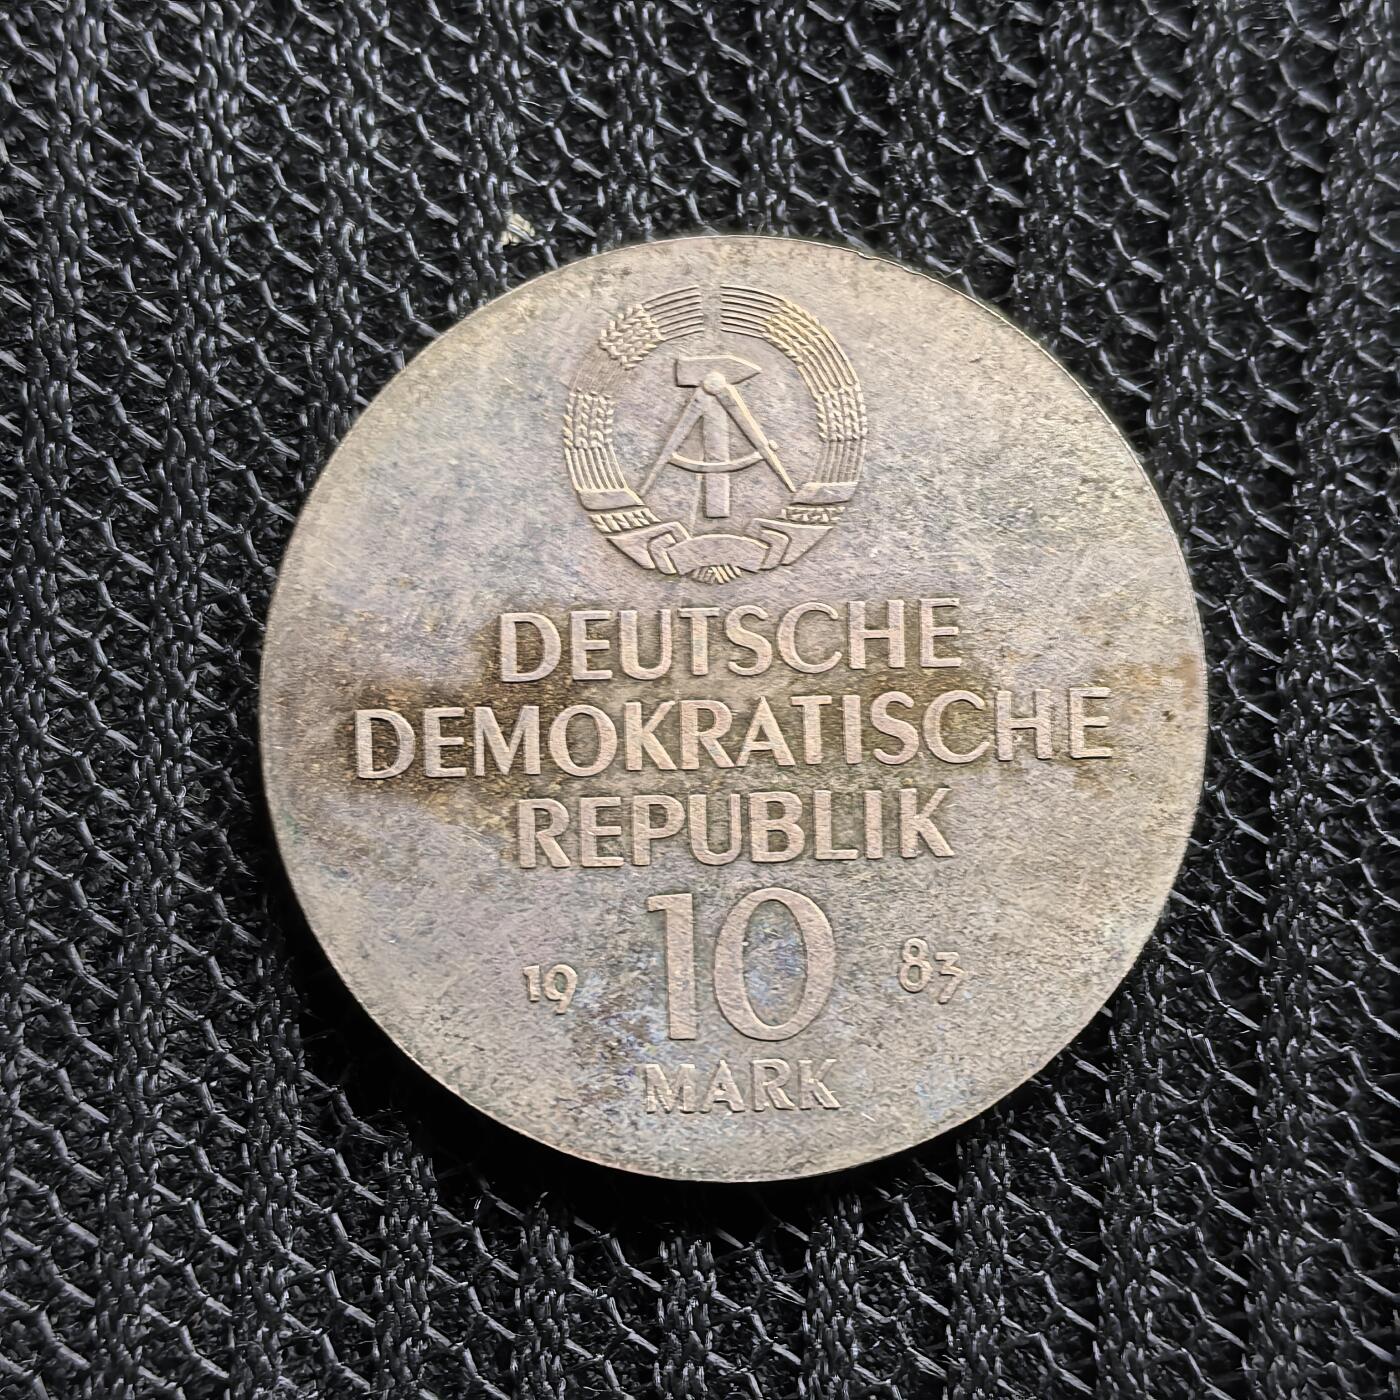 DEUTSCHE
DEMOKRATISCHE
REPUBLIK
19 10 83
MARK